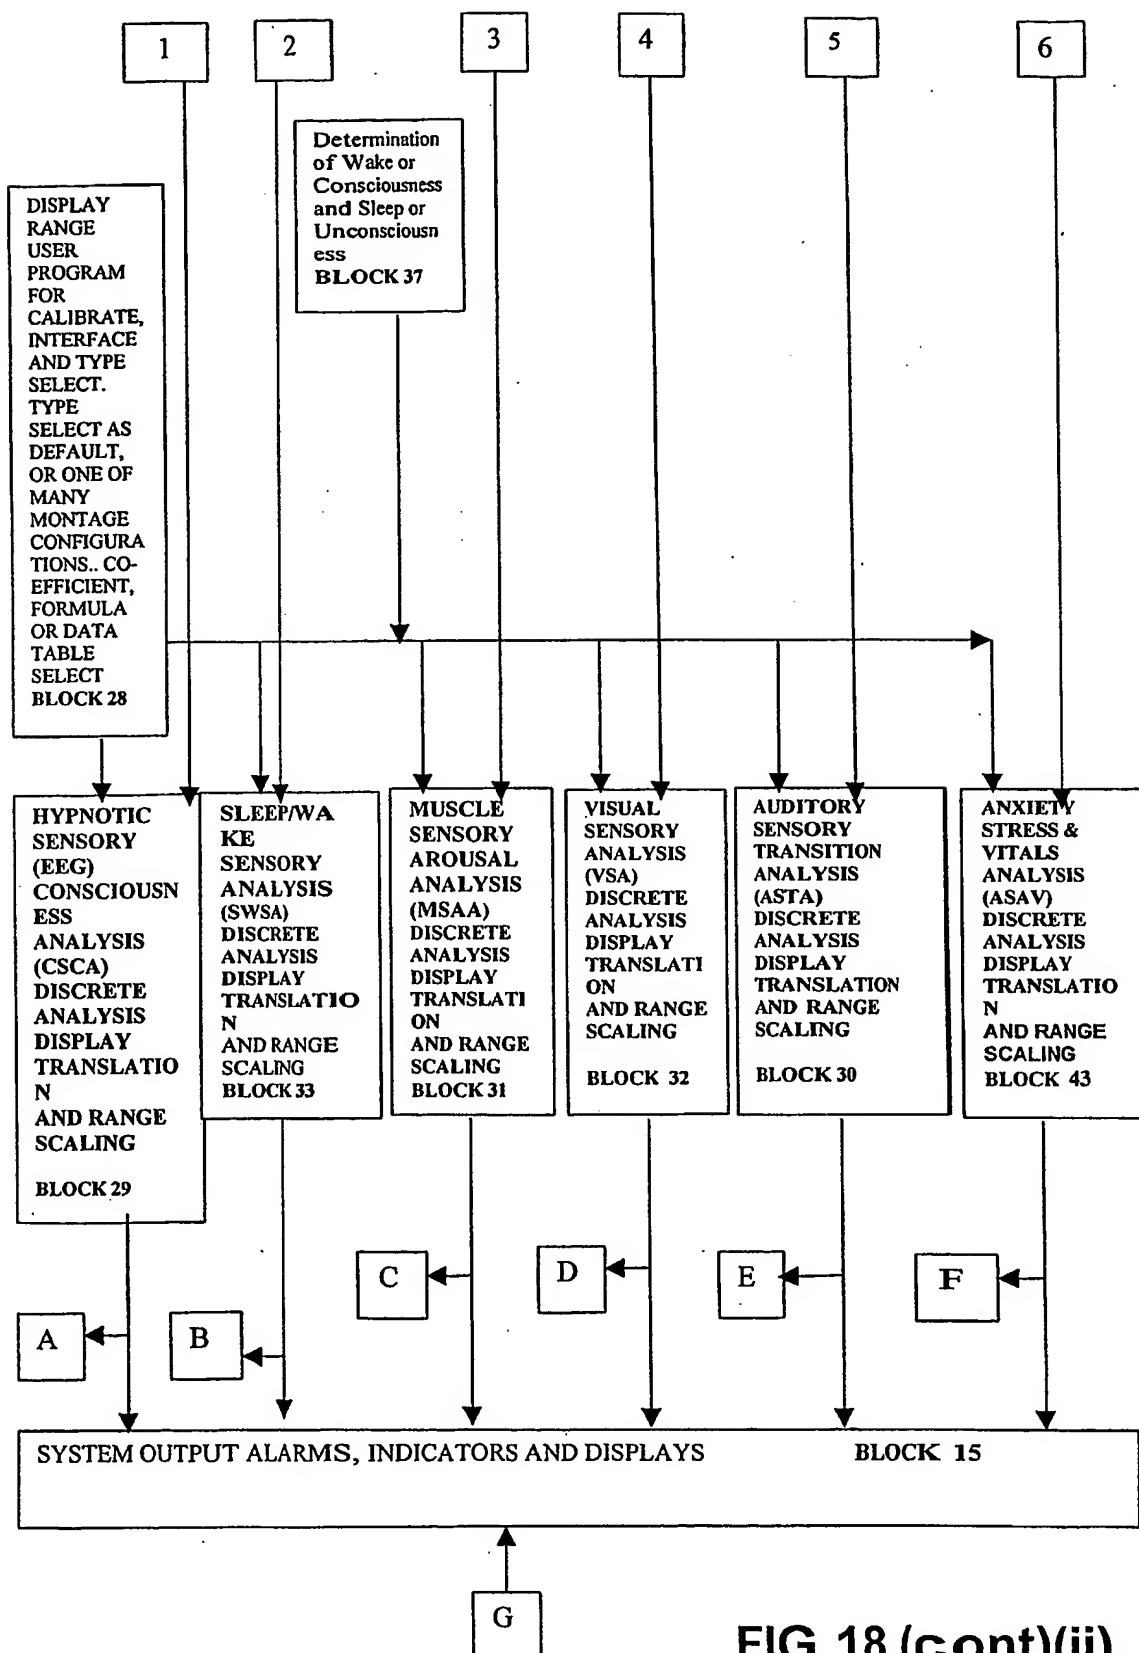 1
2
3
4
5
6
Determination
of Wake or
Consciousness
and Sleep or
Unconsciousn
ess
BLOCK 37
DISPLAY
RANGE
USER
PROGRAM
FOR
CALIBRATE,
INTERFACE
AND TYPE
SELECT.
TYPE
SELECT AS
DEFAULT,
OR ONE OF
MANY
MONTAGE
CONFIGURA
TIONS.. CO-
EFFICIENT,
FORMULA
OR DATA
TABLE
SELECT
BLOCK 28
HYPNOTIC
SENSORY
(EEG)
CONSCIOUSN
ESS
ANALYSIS
(CSCA)
DISCRETE
ANALYSIS
DISPLAY
TRANSLATIO
N
AND RANGE
SCALING
BLOCK 29
SLEEP/WA
KE
SENSORY
ANALYSIS
(SWSA)
DISCRETE
ANALYSIS
DISPLAY
TRANSLATIO
N
AND RANGE
SCALING
BLOCK 33
MUSCLE
SENSORY
AROUSAL
ANALYSIS
(MSAA)
DISCRETE
ANALYSIS
DISPLAY
TRANSLATI
ON
AND RANGE
SCALING
BLOCK 31
VISUAL
SENSORY
ANALYSIS
(VSA)
DISCRETE
ANALYSIS
DISPLAY
TRANSLATI
ON
AND RANGE
SCALING
BLOCK 32
AUDITORY
SENSORY
TRANSITION
ANALYSIS
(ASTA)
DISCRETE
ANALYSIS
DISPLAY
TRANSLATION
AND RANGE
SCALING
BLOCK 30
ANXIETY
STRESS &
VITALS
ANALYSIS
(ASAV)
DISCRETE
ANALYSIS
DISPLAY
TRANSLATIO
N
AND RANGE
SCALING
BLOCK 43
A
B
C
D
E
F
SYSTEM OUTPUT ALARMS, INDICATORS AND DISPLAYS BLOCK 15
G
FIG 18 (cont)(ii)